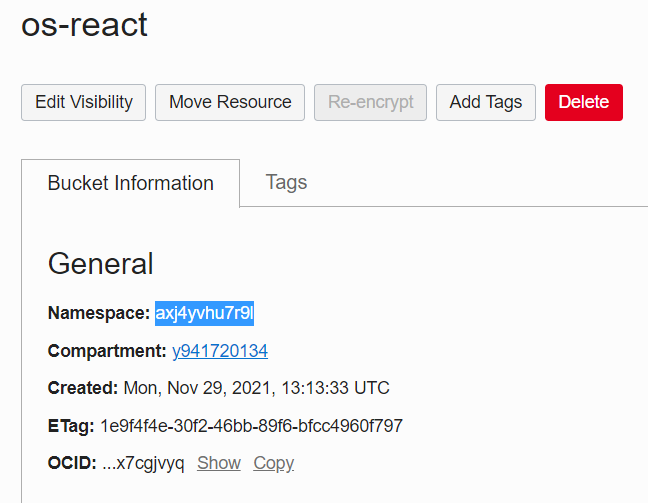 os-react
Edit Visibility Move Resource Re-encrypt Add Tags Delete
Bucket Information Tags
General
Namespace: axj4yvhu7r9l
Compartment: y941720134
Created: Mon, Nov 29, 2021, 13:13:33 UTC
ETag: 1e9f4f4e-30f2-46bb-89f6-bfcc4960f797
OCID: ...x7cgjvyq Show Copy